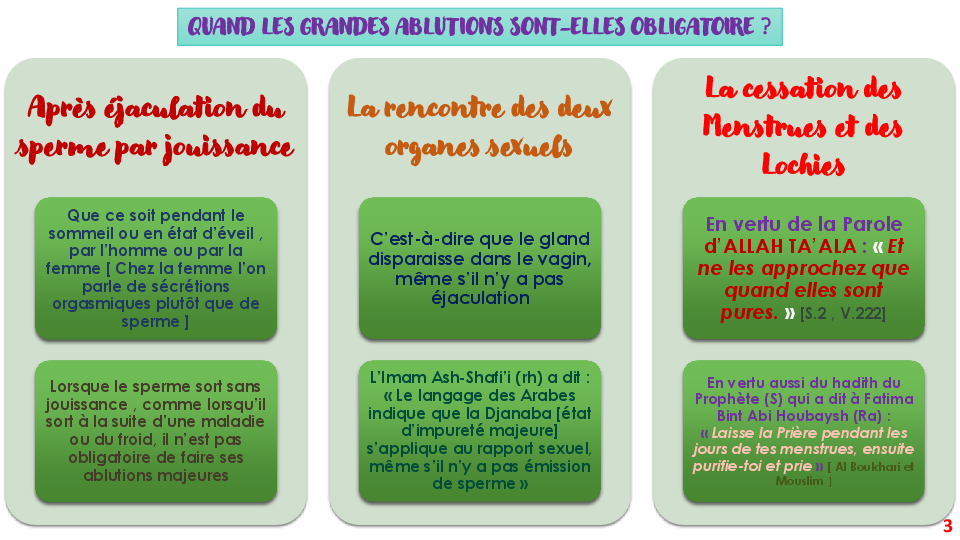 QUAND LES GRANDES ABLUTIONS SONT-ELLES OBLIGATOIRE ?
Après éjaculation du
sperme par jouissance
Que ce soit pendant le
sommeil ou en état d'éveil ,
par l'homme ou par la
femme [ Chez la femme l'on
parle de sécrétions
orgasmiques plutôt que de
sperme ]
Lorsque le sperme sort sans
jouissance , comme lorsqu'il
sort à la suite d'une maladie
ou du froid, il n'est pas
obligatoire de faire ses
ablutions majeures
La rencontre des deux
organes sexuels
C'est-à-dire que le gland
disparaisse dans le vagin,
même s'il n'y a pas
éjaculation
L'Imam Ash-Shafi'i (rh) a dit :
« Le langage des Arabes
indique que la Djanaba [état
d'impureté majeure]
s'applique au rapport sexuel,
même s'il n'y a pas émission
de sperme »
La cessation des
Menstrues et des
Lochies
En vertu de la Parole
d'ALLAH TA'ALA : « Et
ne les approchez que
quand elles sont
pures. » [S.2 , V.222]
En vertu aussi du hadith du
Prophète (S) qui a dit à Fatima
Bint Abi Houbaysh (Ra) :
« Laisse la Prière pendant les
jours de tes menstrues, ensuite
purifie-toi et prie » [ Al Boukhari et
Mouslim ]
3